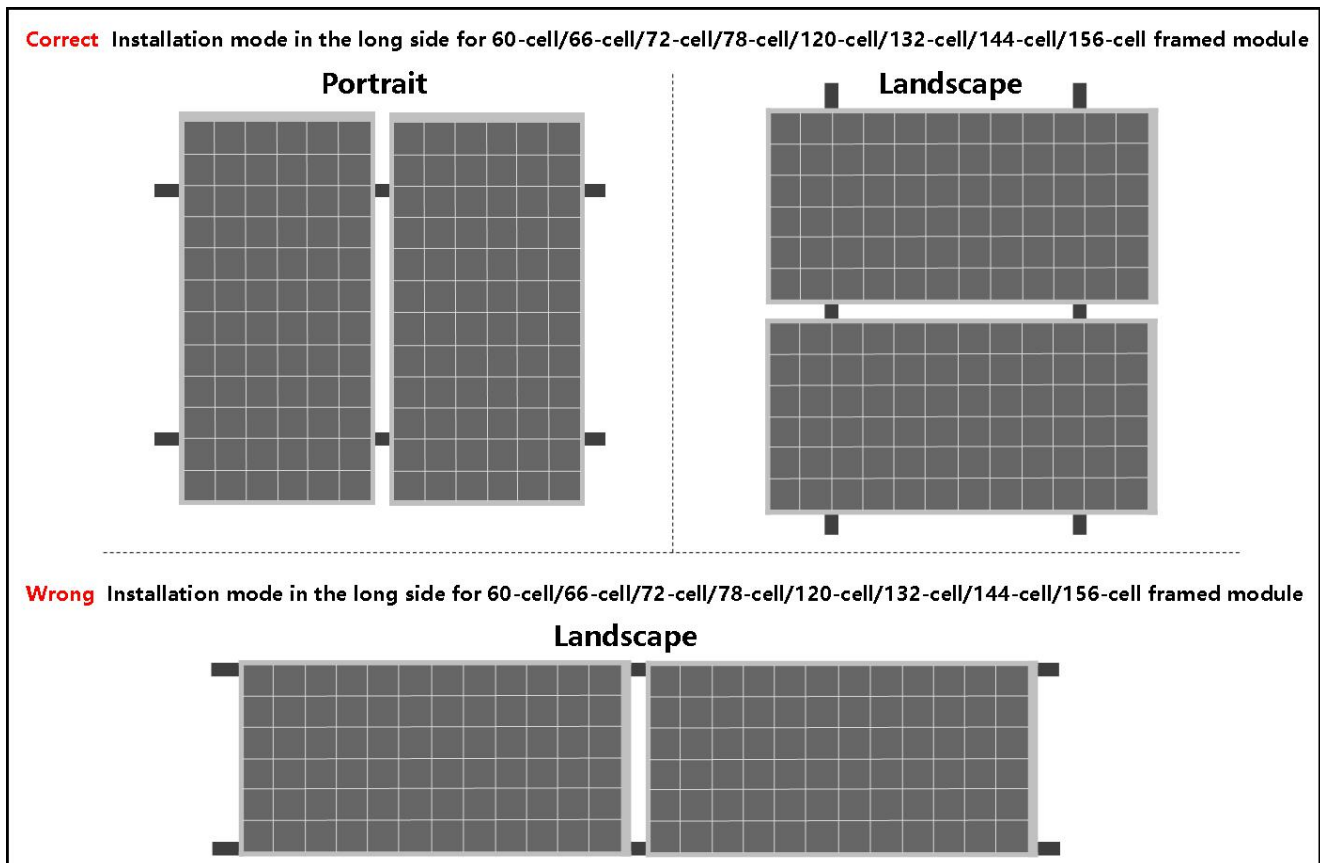 Correct Installation mode in the long side for 60-cell/66-cell/72-cell/78-cell/120-cell/132-cell/144-cell/156-cell framed module
Portrait
Landscape
Wrong Installation mode in the long side for 60-cell/66-cell/72-cell/78-cell/120-cell/132-cell/144-cell/156-cell framed module
Landscape